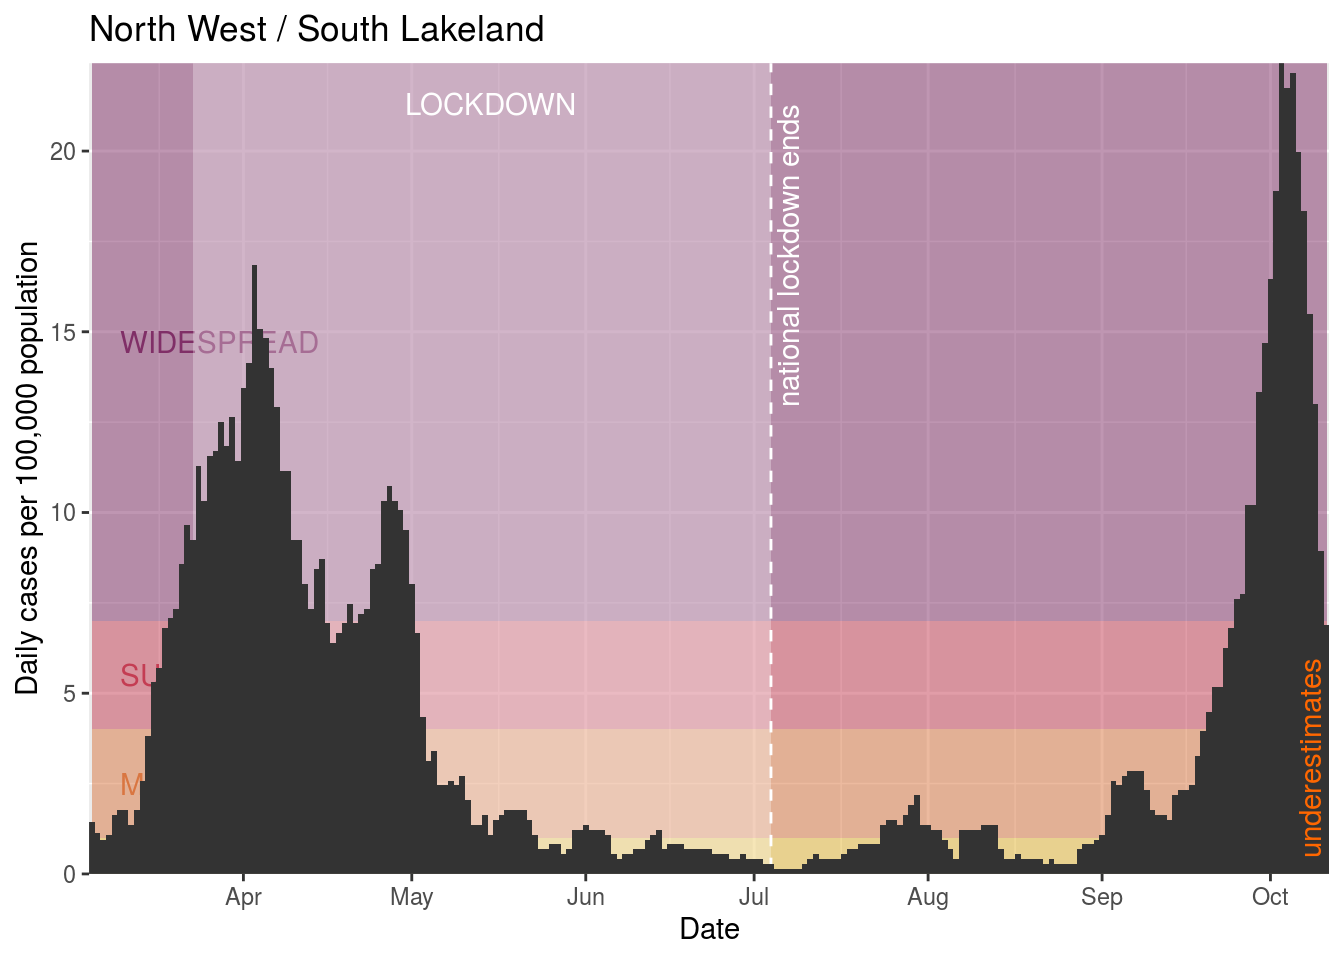 North West / South Lakeland
LOCKDOWN
national lockdown ends
WIDESPREAD
SU
M
underestimates
Daily cases per 100,000 population
20
15
10
5
0
Apr
May
Jun
Jul
Aug
Sep
Oct
Date